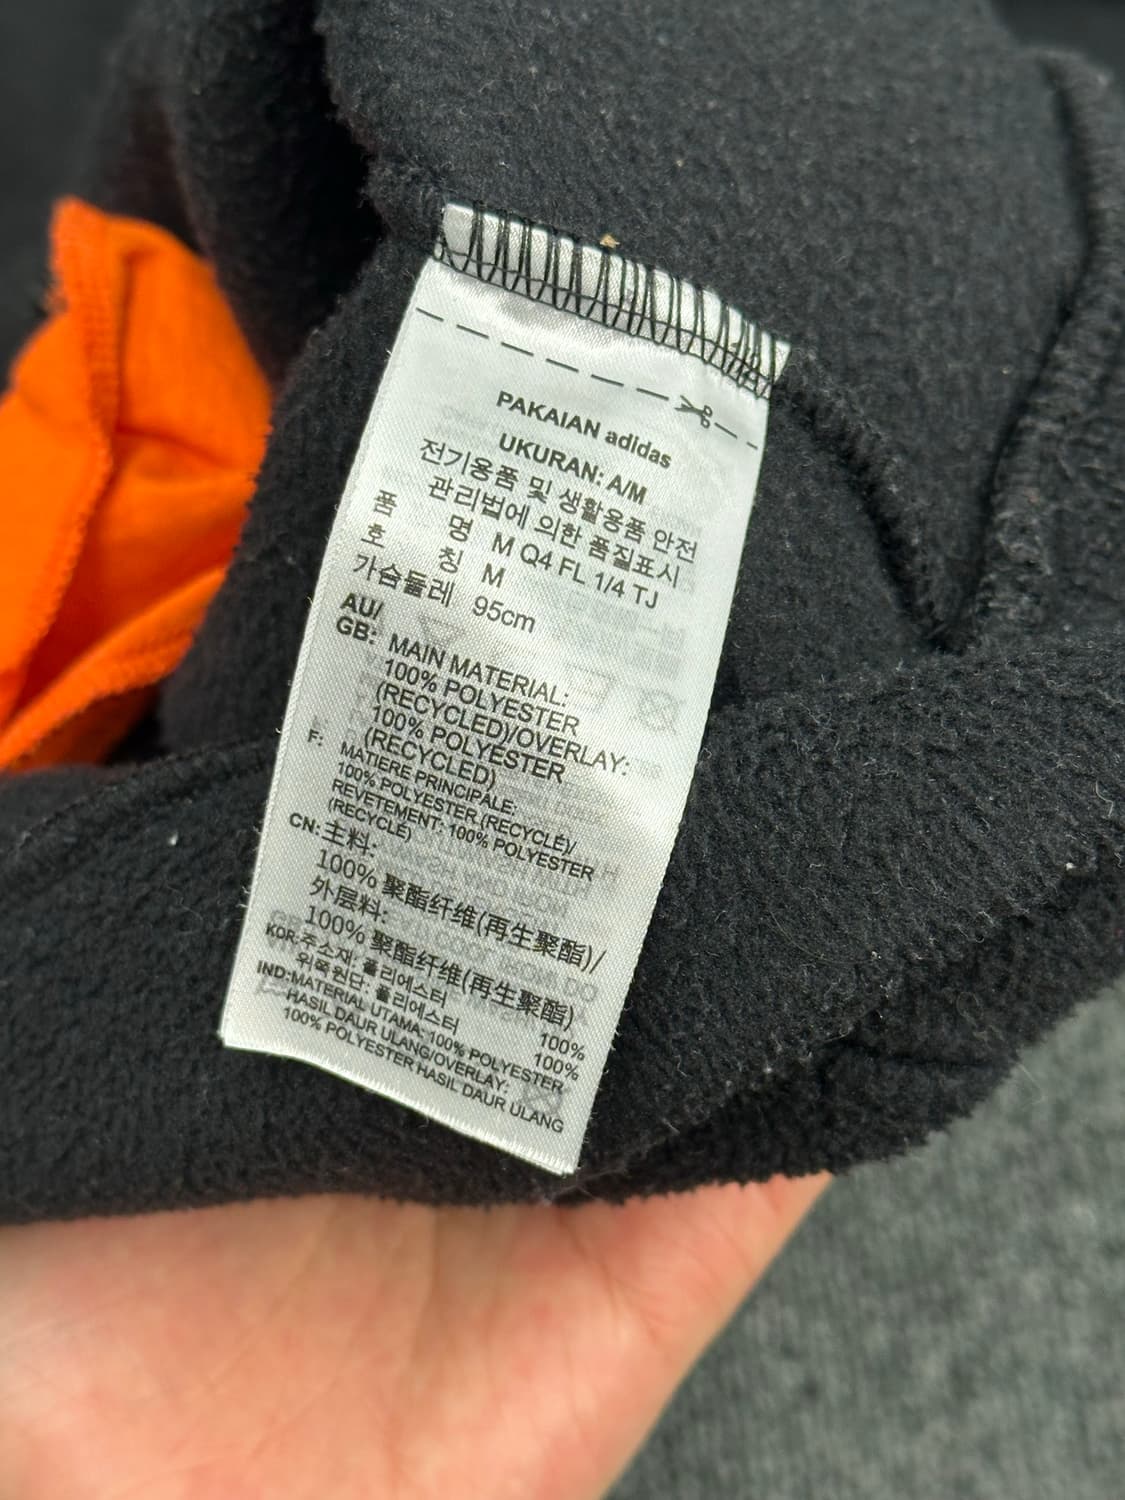 PAKAIAN adidas
UKURAN: A/M
전기용품 및 생활용품 안전
관리법에 의한 품질표시
품 명 M Q4 FL 1/4 TJ
호 칭 M
가슴둘레 95cm
AU/
GB: MAIN MATERIAL:
100% POLYESTER
(RECYCLED)/OVERLAY:
100% POLYESTER
(RECYCLED)
F: MATIERE PRINCIPALE:
100% POLYESTER (RECYCLÉ)/
REVETEMENT: 100% POLYESTER
(RECYCLÉ)
CN: 主料:
100% 聚酯纤维(再生聚酯)/
外层料:
100% 聚酯纤维(再生聚酯)
KOR: 주소재: 폴리에스터 100%
위쪽원단: 폴리에스터 100%
IND: MATERIAL UTAMA: 100% POLYESTER
HASIL DAUR ULANG/OVERLAY:
100% POLYESTER HASIL DAUR ULANG